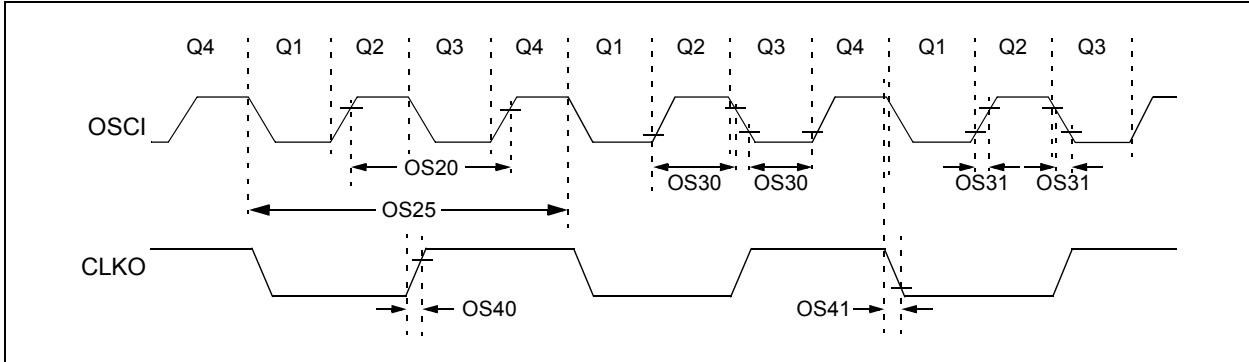 Q4 Q1 Q2 Q3 Q4 Q1 Q2 Q3 Q4 Q1 Q2 Q3
OSCI
OS20
OS30 OS30
OS31 OS31
OS25
CLKO
OS40
OS41